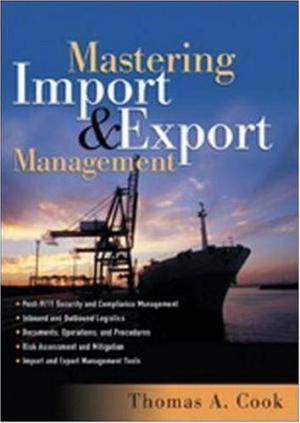 Mastering
Import
& Export
Management
• Post-9/11 Security and Compliance Management
• Inbound and Outbound Logistics
• Documents, Operations, and Procedures
• Risk Assessment and Mitigation
• Import and Export Management Tools
Thomas A. Cook